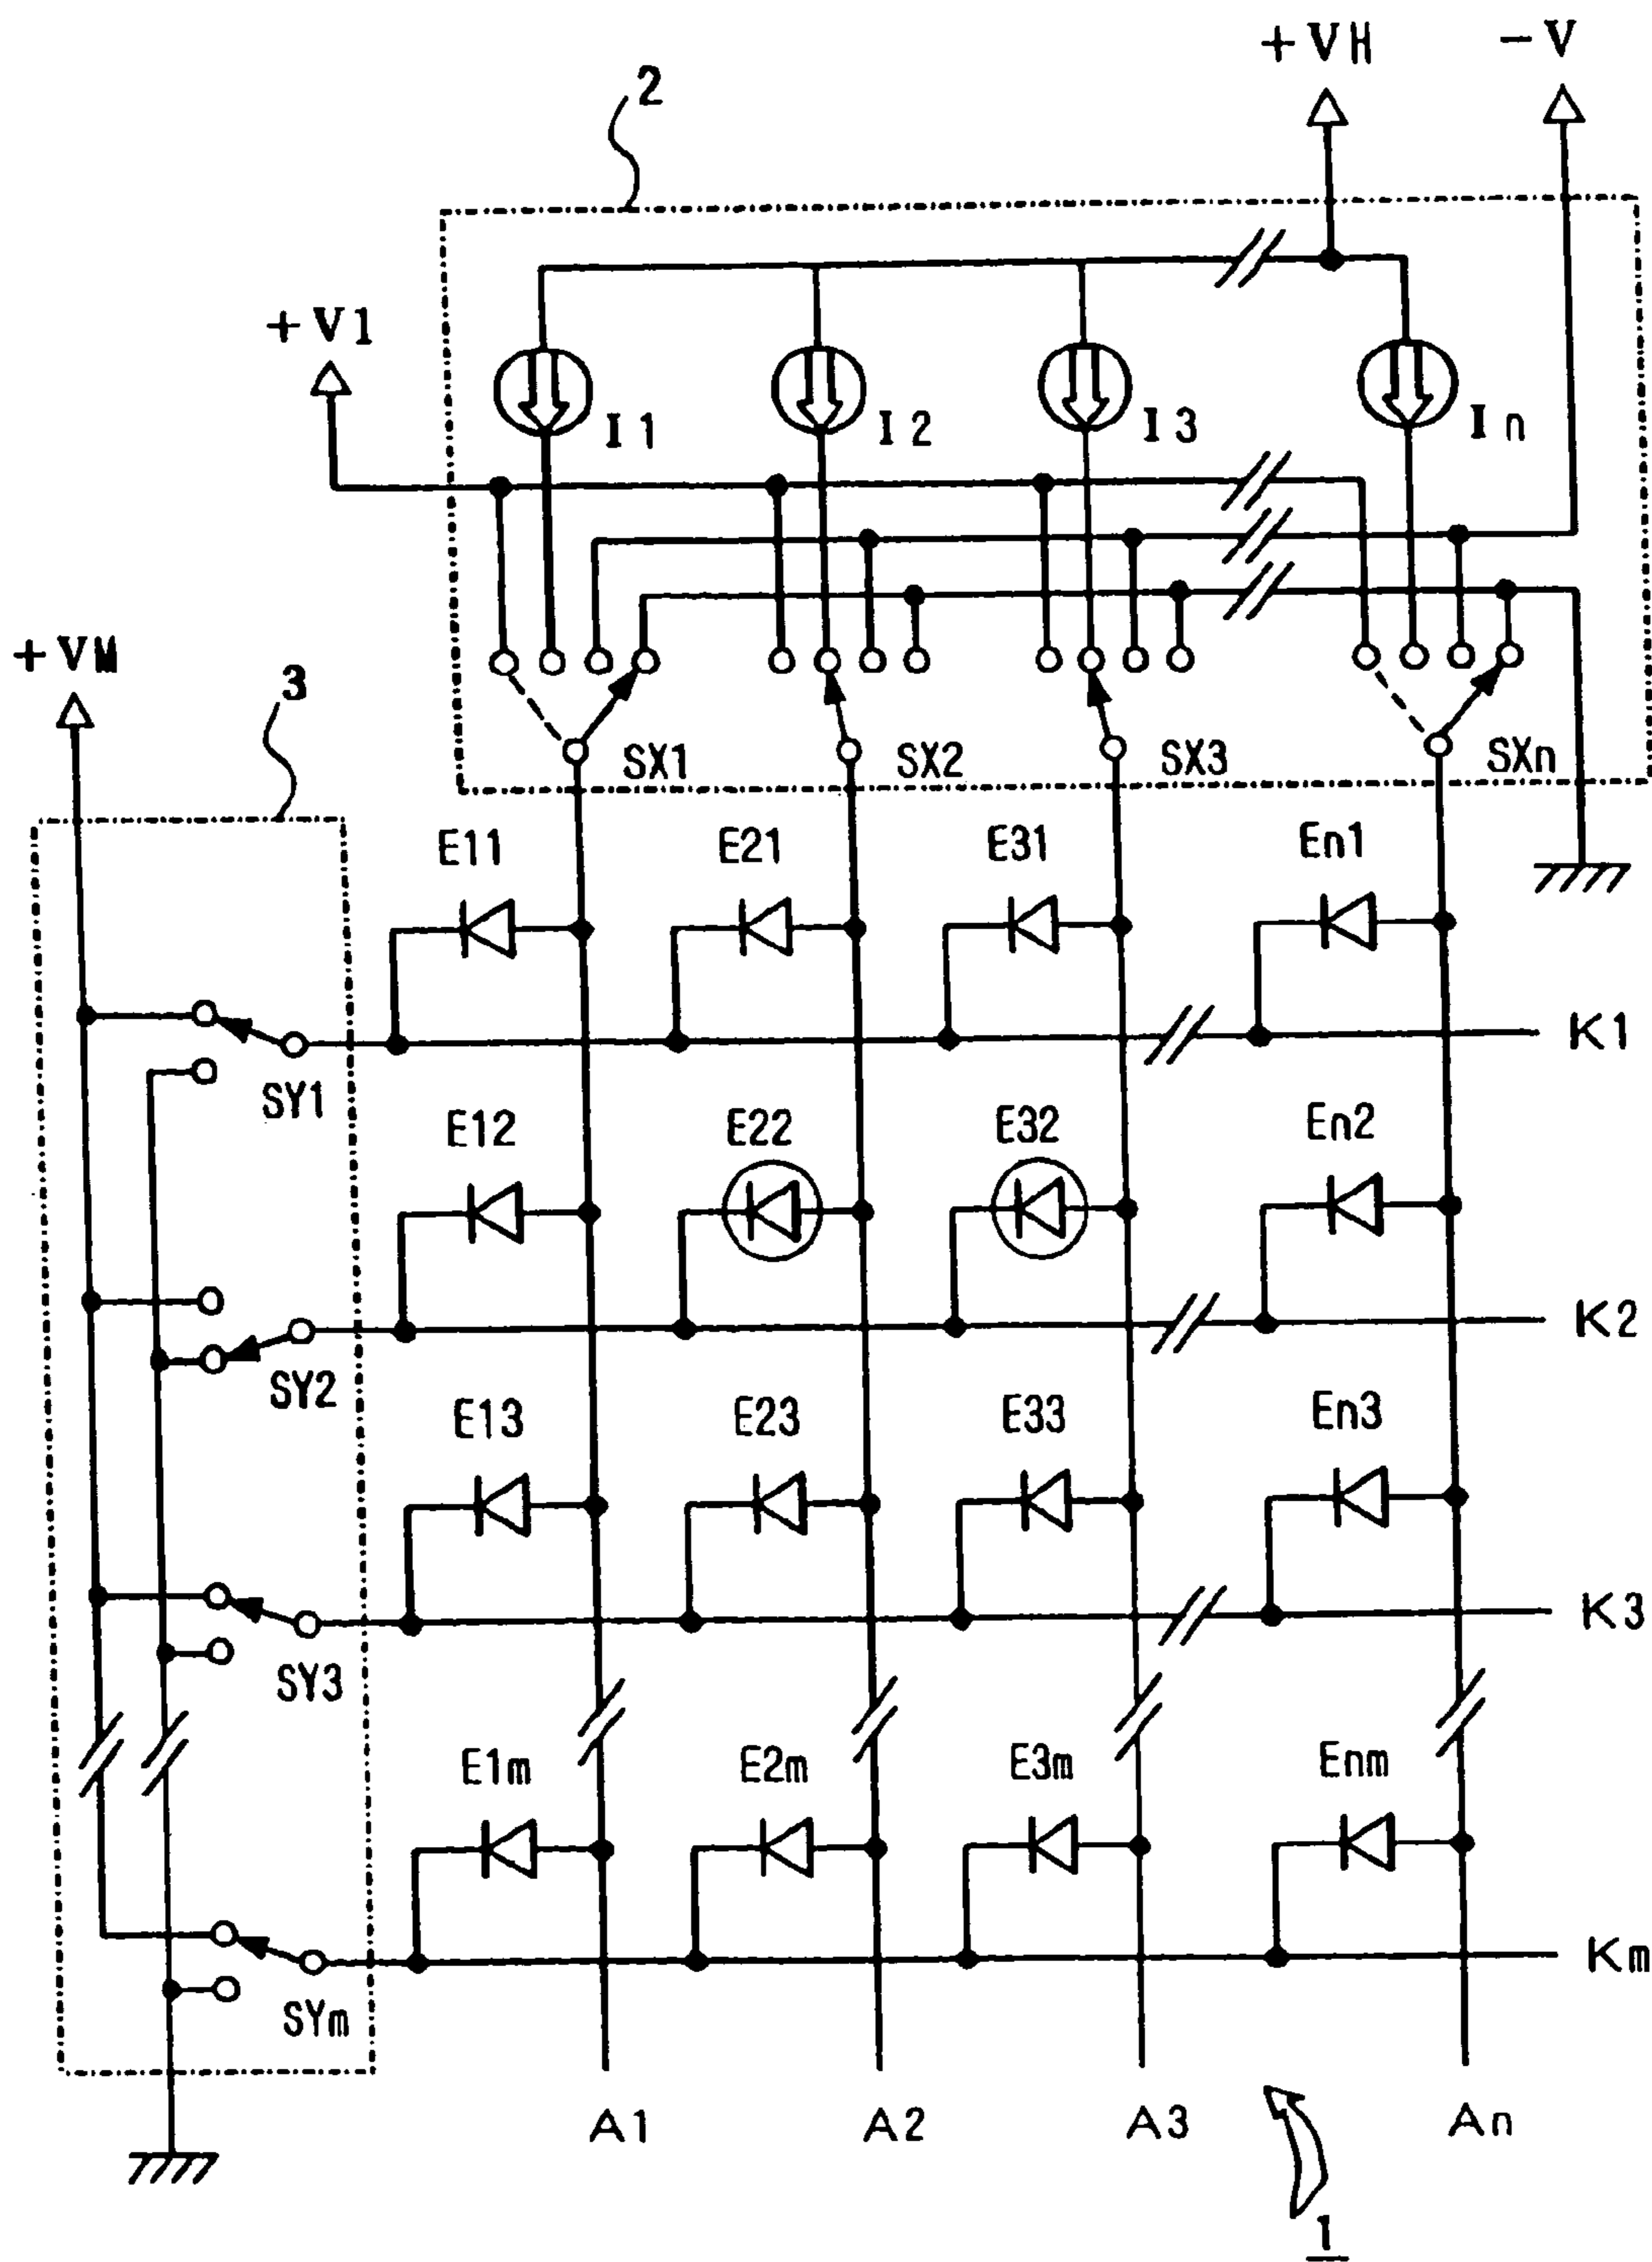 +VH -V
2
+V1
I1 I2 I3 In
+VM
3
SX1 SX2 SX3 SXn
E11 E21 E31 En1
K1
SY1
E12 E22 E32 En2
K2
SY2
E13 E23 E33 En3
K3
SY3
E1m E2m E3m Enm
Km
SYm
A1 A2 A3 An
1